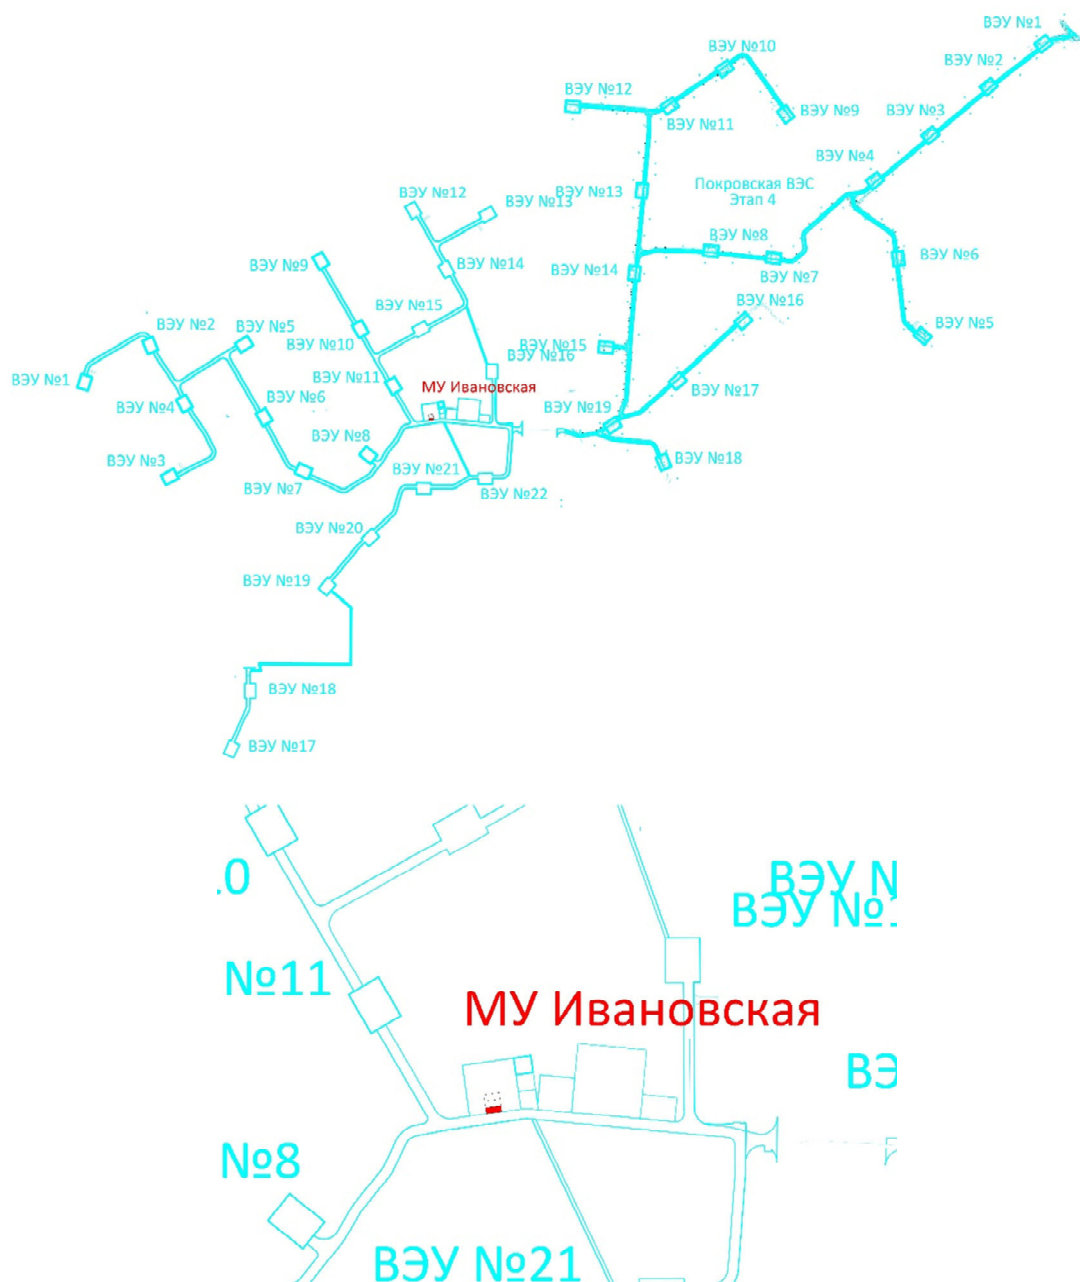 ВЭУ №1
ВЭУ №10
ВЭУ №2
ВЭУ №12
ВЭУ №9
ВЭУ №3
ВЭУ №11
ВЭУ №4
ВЭУ №13
Покровская ВЭС
Этап 4
ВЭУ №12
ВЭУ №13
ВЭУ №8
ВЭУ №6
ВЭУ №9
ВЭУ №14
ВЭУ №14
ВЭУ №7
ВЭУ №15
ВЭУ №16
ВЭУ №2
ВЭУ №5
ВЭУ №10
ВЭУ №5
ВЭУ №15
ВЭУ №16
ВЭУ №1
ВЭУ №11
МУ Ивановская
ВЭУ №17
ВЭУ №4
ВЭУ №6
ВЭУ №19
ВЭУ №8
ВЭУ №3
ВЭУ №7
ВЭУ №21
ВЭУ №18
ВЭУ №22
ВЭУ №20
ВЭУ №19
ВЭУ №18
ВЭУ №17
.0
ВЭУ N
ВЭУ №1
№11
МУ Ивановская
ВЭ
№8
ВЭУ №21